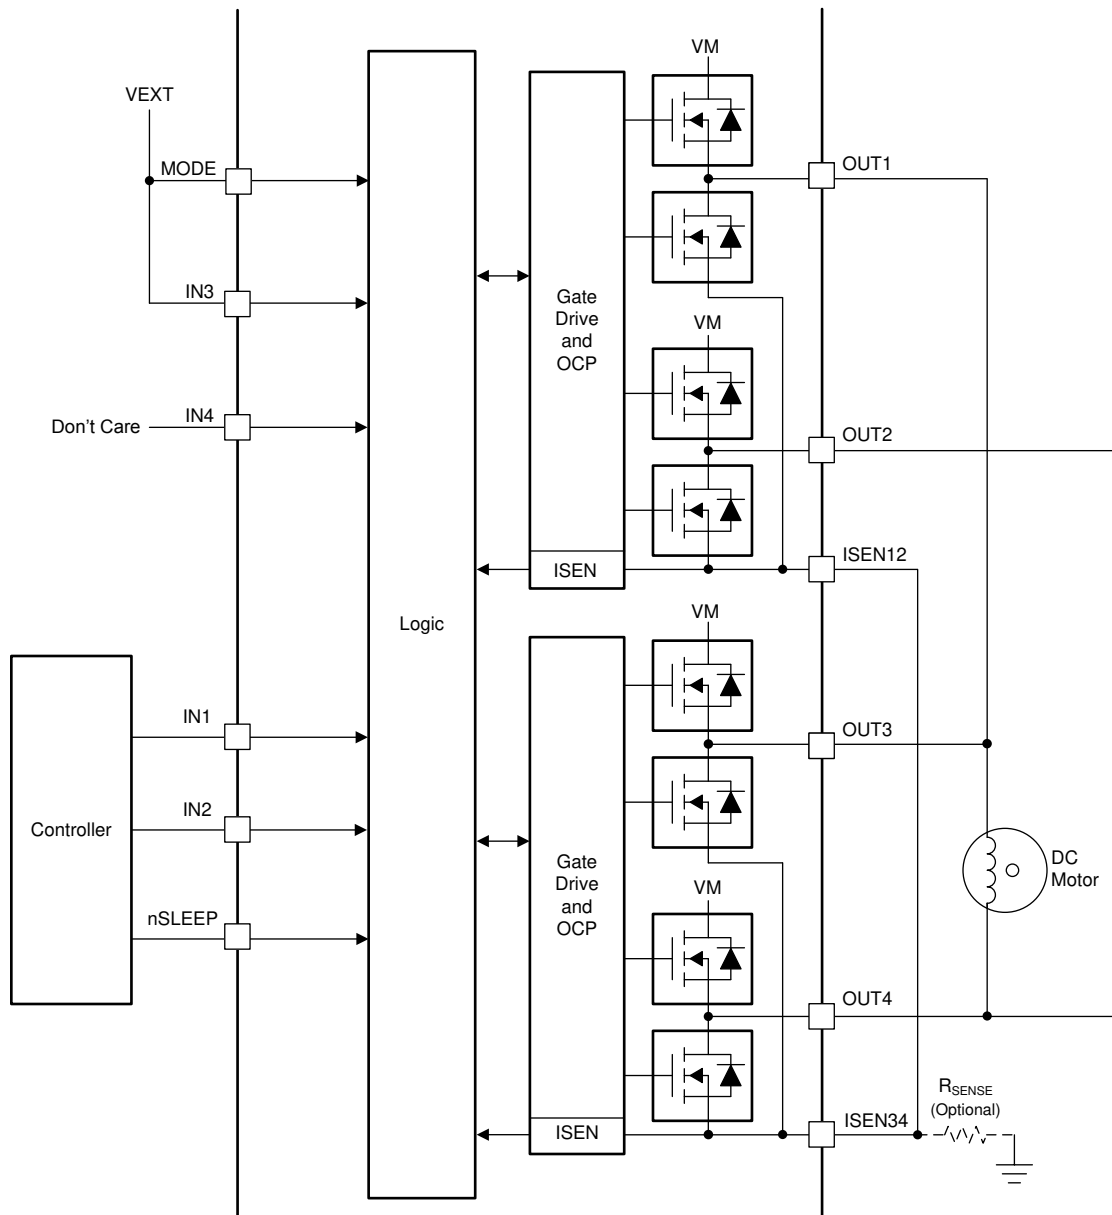 VM
VEXT
MODE
OUT1
IN3
Gate
Drive
and
OCP
VM
IN4
Don't Care
OUT2
ISEN
ISEN12
VM
Logic
IN1
OUT3
IN2
Controller
Gate
Drive
and
OCP
DC
Motor
VM
nSLEEP
OUT4
RSENSE
(Optional)
ISEN
ISEN34